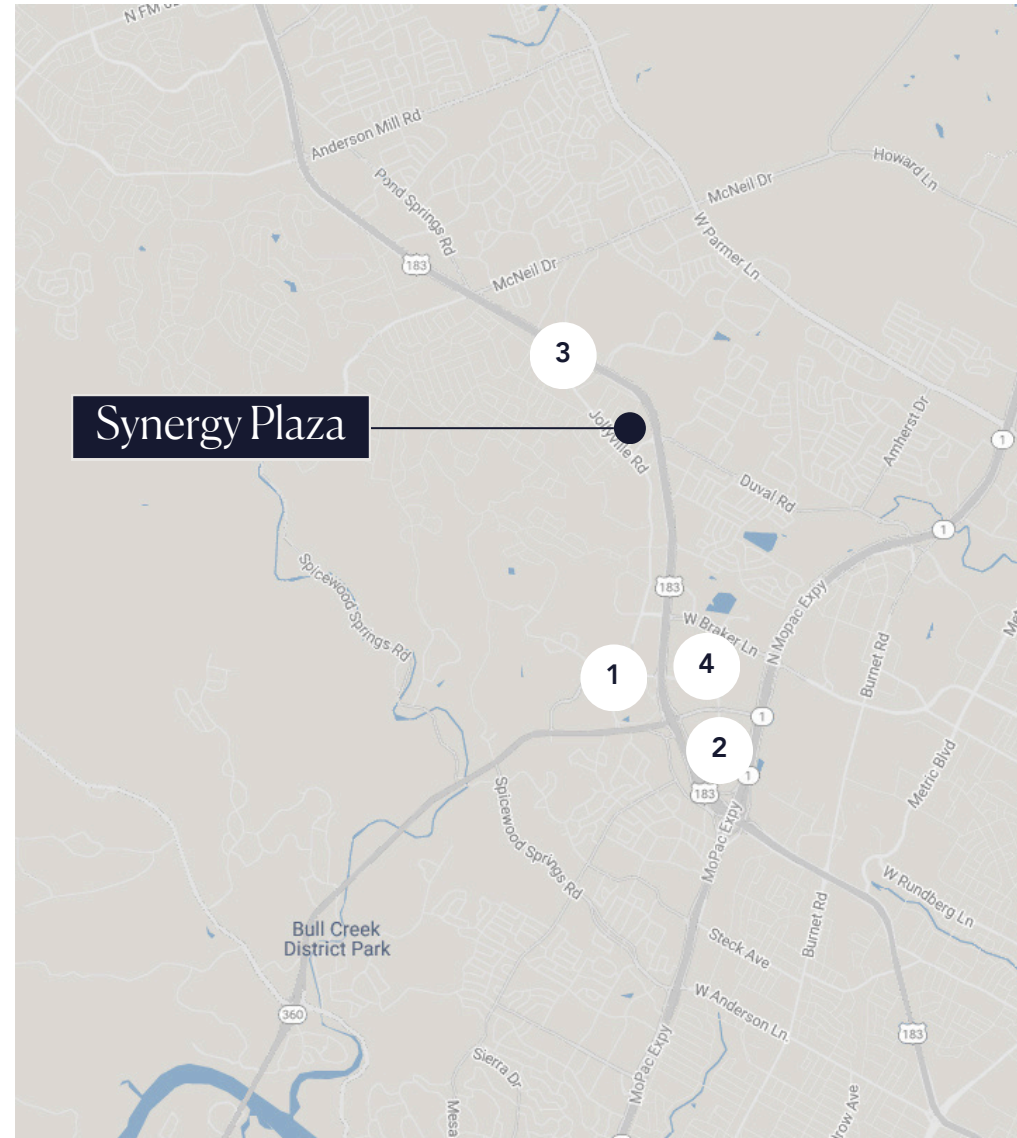 Anderson Mill Rd
Howard Ln
Pond Springs Rd
McNeil Dr
W Parmer Ln
183
McNeil Dr
3
Synergy Plaza
Jollyville Rd
Amherst Dr
1
Duval Rd
1
Spicewood Springs Rd
183
N Mopac Expy
W Braker Ln
Burnet Rd
1
4
1
2
1
183
Metric Blvd
MoPac Expy
Spicewood Springs Rd
W Rundberg Ln
Burnet Rd
Bull Creek
District Park
Steck Ave
W Anderson Ln.
360
183
Sierra Dr
MoPac Expy
Mesa